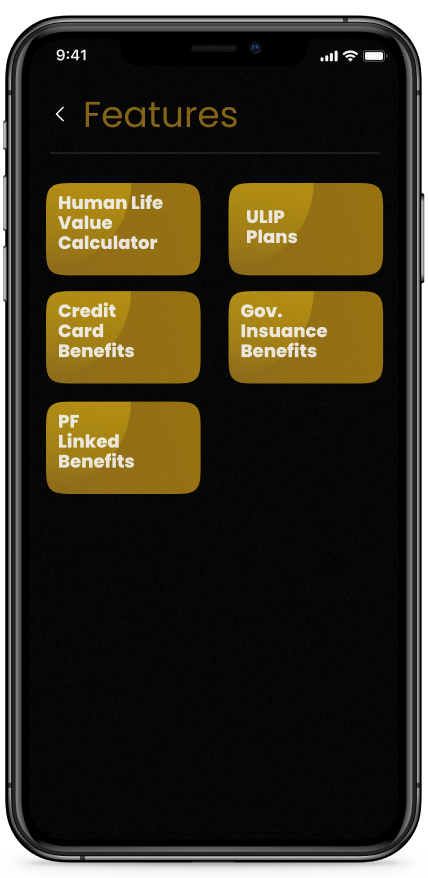 9:41
Features
Human Life
Value
Calculator
ULIP
Plans
Credit
Card
Benefits
Gov.
Insuance
Benefits
PF
Linked
Benefits